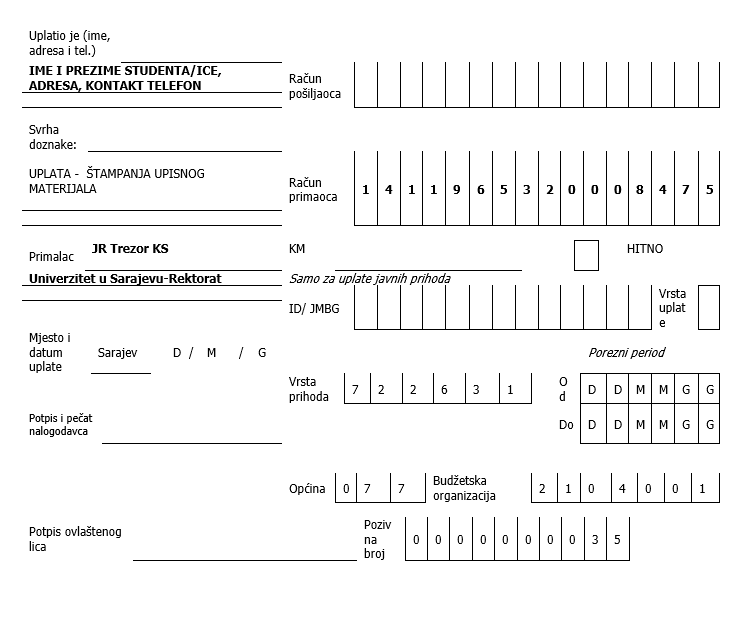 Uplatio je (ime,
adresa i tel.)
IME I PREZIME STUDENTA/ICE,
ADRESA, KONTAKT TELEFON
Račun
pošiljaoca
Svrha
doznake:
UPLATA - ŠTAMPANJA UPISNOG
MATERIJALA
Račun
primaoca
1 4 1 1 9 6 5 3 2 0 0 0 8 4 7 5
Primalac JR Trezor KS
KM
HITNO
Univerzitet u Sarajevu-Rektorat
Samo za uplate javnih prihoda
ID/ JMBG
Vrsta
uplat
e
Mjesto i
datum
uplate
Sarajev D / M / G
Porezni period
Vrsta
prihoda
7 2 2 6 3 1
O
d
D D M M G G
Potpis i pečat
nalogodavca
Do D D M M G G
Općina 0 7 7
Budžetska
organizacija
2 1 0 4 0 0 1
Potpis ovlaštenog
lica
Poziv
na
broj
0 0 0 0 0 0 0 0 3 5